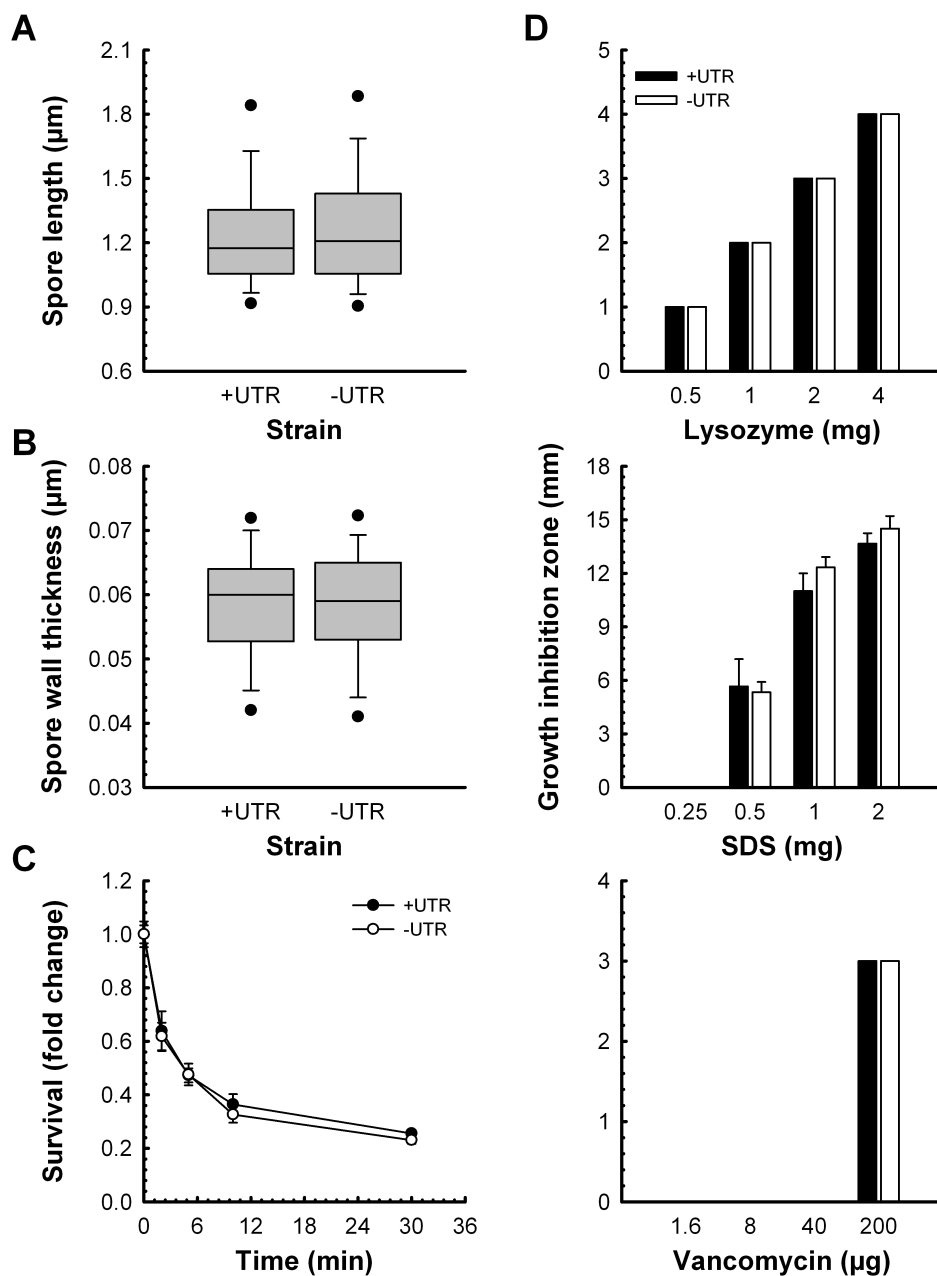 A
Spore length (µm)
2.1
1.8
1.5
1.2
0.9
0.6
+UTR -UTR
Strain
B
Spore wall thickness (µm)
0.08
0.07
0.06
0.05
0.04
0.03
+UTR -UTR
Strain
C
Survival (fold change)
1.2
1.0
0.8
0.6
0.4
0.2
0.0
+UTR
-UTR
0 6 12 18 24 30 36
Time (min)
D
5
4
3
2
1
0
+UTR
-UTR
0.5 1 2 4
Lysozyme (mg)
Growth inhibition zone (mm)
18
15
12
9
6
3
0
0.25 0.5 1 2
SDS (mg)
4
3
2
1
0
1.6 8 40 200
Vancomycin (µg)